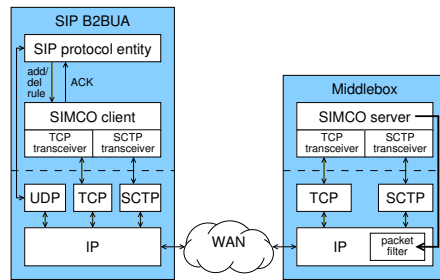 SIP B2BUA
SIP protocol entity
add/
del
rule
ACK
SIMCO client
TCP
transceiver
SCTP
transceiver
UDP
TCP
SCTP
IP
WAN
Middlebox
SIMCO server
TCP
transceiver
SCTP
transceiver
TCP
SCTP
IP
packet
filter